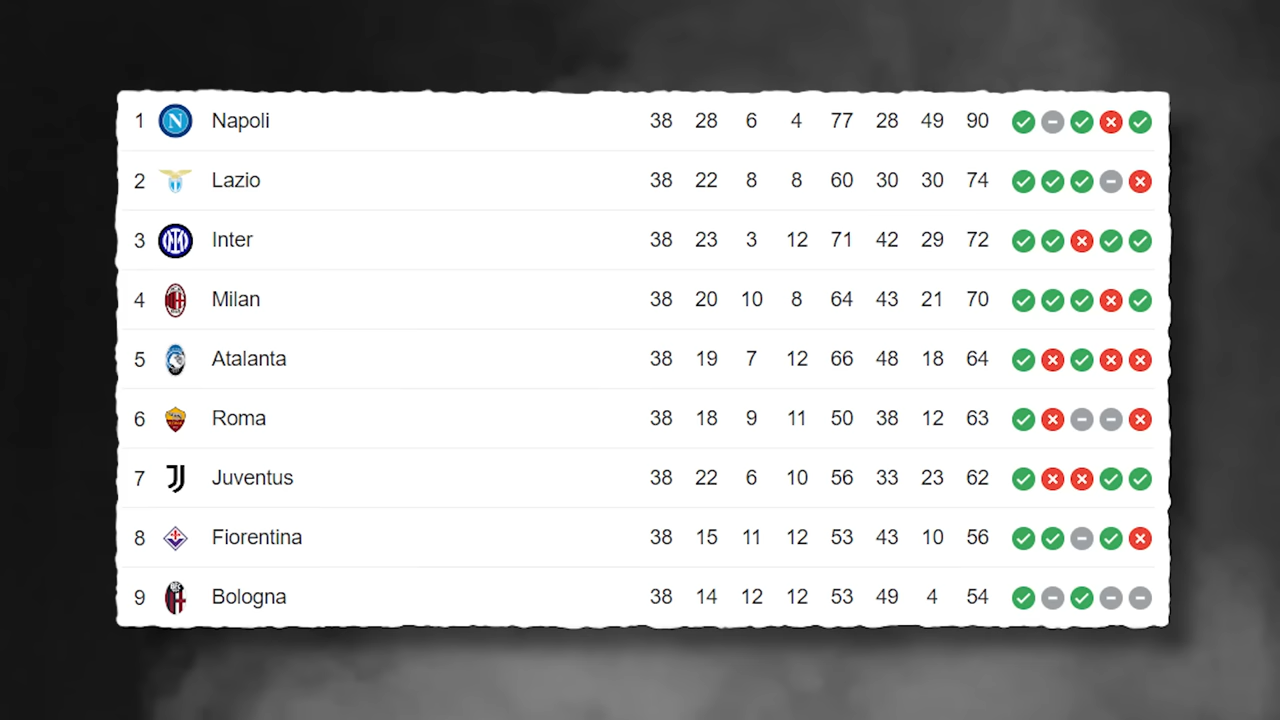 1 Napoli 38 28 6 4 77 28 49 90
2 Lazio 38 22 8 8 60 30 30 74
3 Inter 38 23 3 12 71 42 29 72
4 Milan 38 20 10 8 64 43 21 70
5 Atalanta 38 19 7 12 66 48 18 64
6 Roma 38 18 9 11 50 38 12 63
7 Juventus 38 22 6 10 56 33 23 62
8 Fiorentina 38 15 11 12 53 43 10 56
9 Bologna 38 14 12 12 53 49 4 54